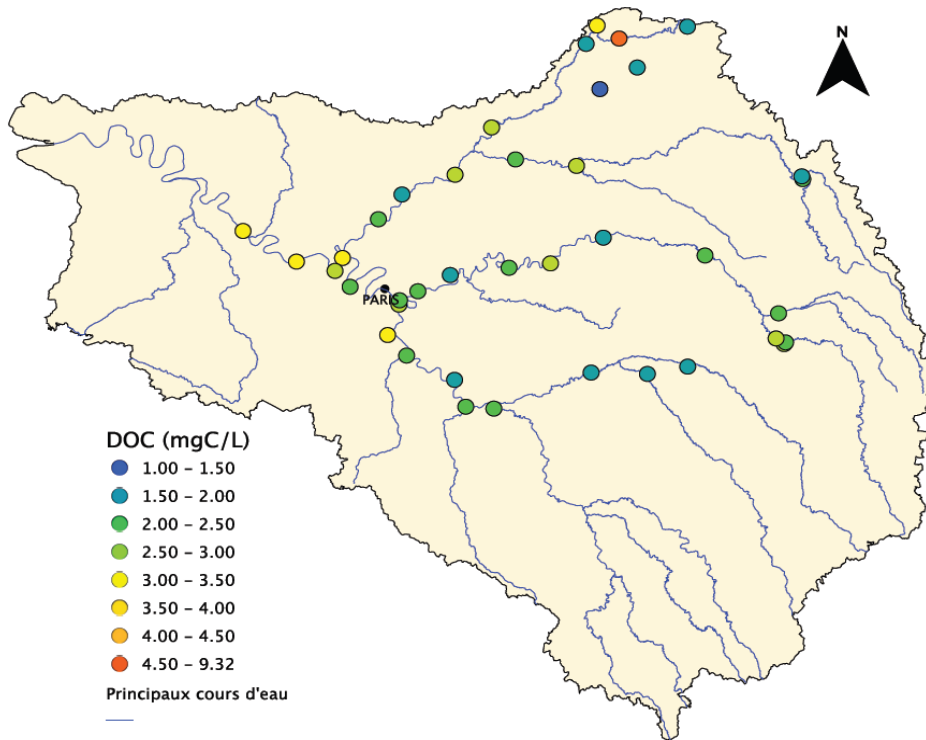 N
PARIS
DOC (mgC/L)
1.00 – 1.50
1.50 – 2.00
2.00 – 2.50
2.50 – 3.00
3.00 – 3.50
3.50 – 4.00
4.00 – 4.50
4.50 – 9.32
Principaux cours d'eau